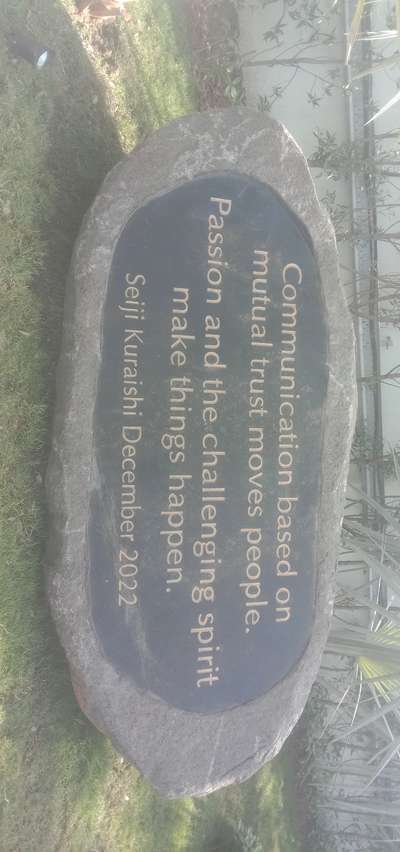 Communication based on
mutual trust moves people.
Passion and the challenging spirit
make things happen.
Seiji Kuraishi December 2022